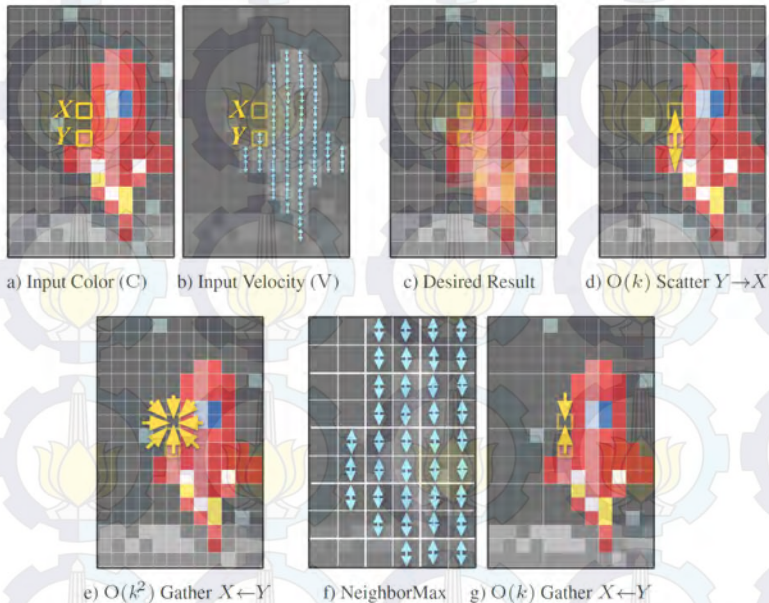 X
Y
X
Y
a) Input Color (C)
b) Input Velocity (V)
c) Desired Result
d) O(k) Scatter Y→X
e) O(k²) Gather X←Y
f) NeighborMax
g) O(k) Gather X←Y